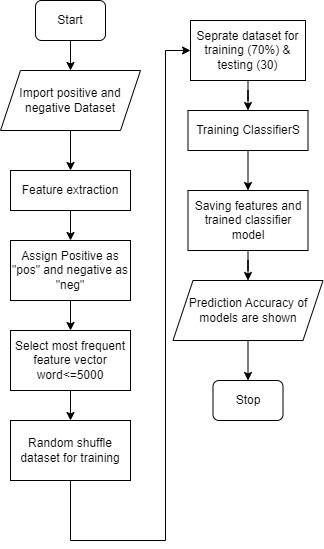 Start
Import positive and
negative Dataset
Feature extraction
Assign Positive as
"pos" and negative as
"neg"
Select most frequent
feature vector
word<=5000
Random shuffle
dataset for training
Seprate dataset for
training (70%) &
testing (30)
Training ClassifierS
Saving features and
trained classifier
model
Prediction Accuracy of
models are shown
Stop